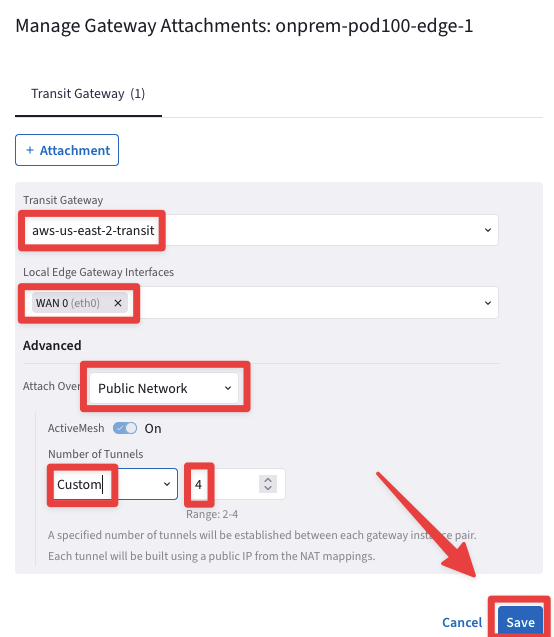 Manage Gateway Attachments: onprem-pod100-edge-1
Transit Gateway (1)
+ Attachment
Transit Gateway
aws-us-east-2-transit
Local Edge Gateway Interfaces
WAN 0 (eth0) ✕
Advanced
Attach Over Public Network
ActiveMesh On
Number of Tunnels
Custom 4
Range: 2-4
A specified number of tunnels will be established between each gateway instance pair.
Each tunnel will be built using a public IP from the NAT mappings.
Cancel Save